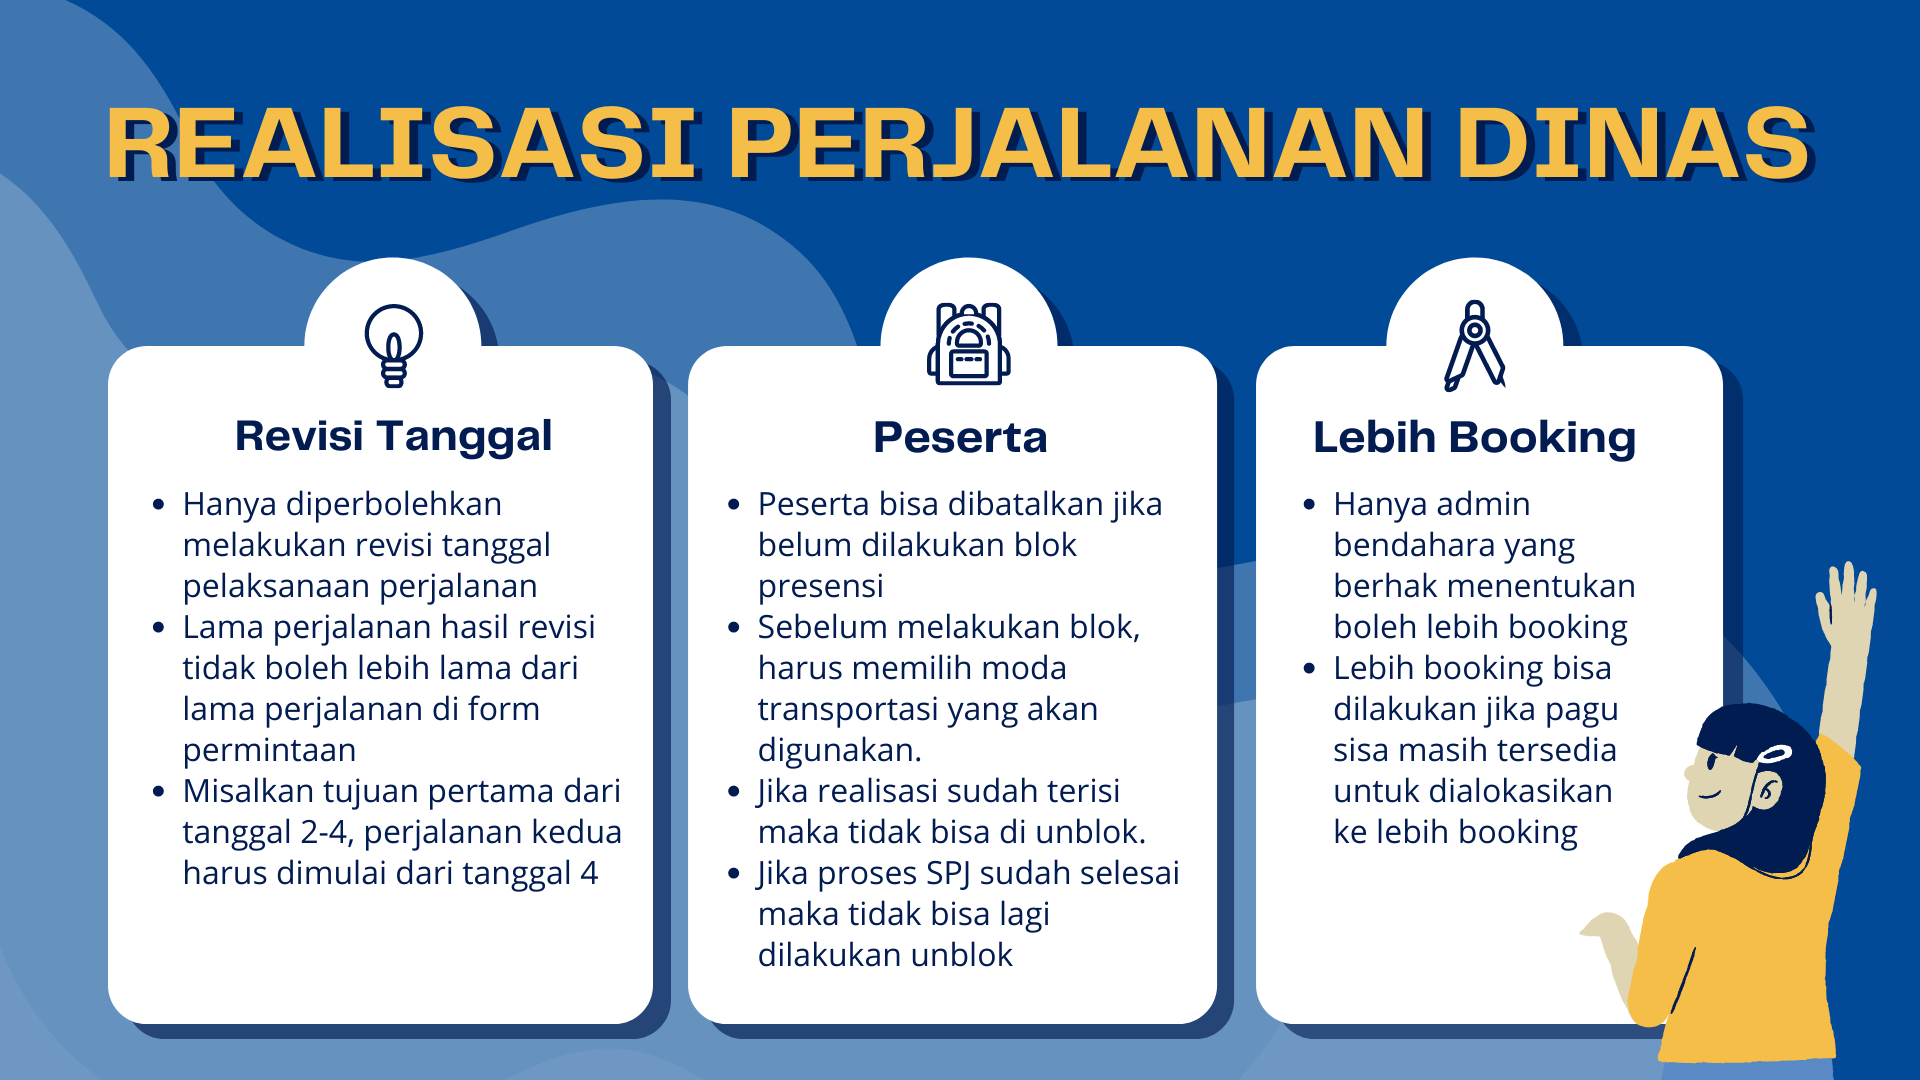 REALISASI PERJALANAN DINAS
Revisi Tanggal
• Hanya diperbolehkan
melakukan revisi tanggal
pelaksanaan perjalanan
• Lama perjalanan hasil revisi
tidak boleh lebih lama dari
lama perjalanan di form
permintaan
• Misalkan tujuan pertama dari
tanggal 2-4, perjalanan kedua
harus dimulai dari tanggal 4
Peserta
• Peserta bisa dibatalkan jika
belum dilakukan blok
presensi
• Sebelum melakukan blok,
harus memilih moda
transportasi yang akan
digunakan.
• Jika realisasi sudah terisi
maka tidak bisa di unblok.
• Jika proses SPJ sudah selesai
maka tidak bisa lagi
dilakukan unblok
Lebih Booking
• Hanya admin
bendahara yang
berhak menentukan
boleh lebih booking
• Lebih booking bisa
dilakukan jika pagu
sisa masih tersedia
untuk dialokasikan
ke lebih booking